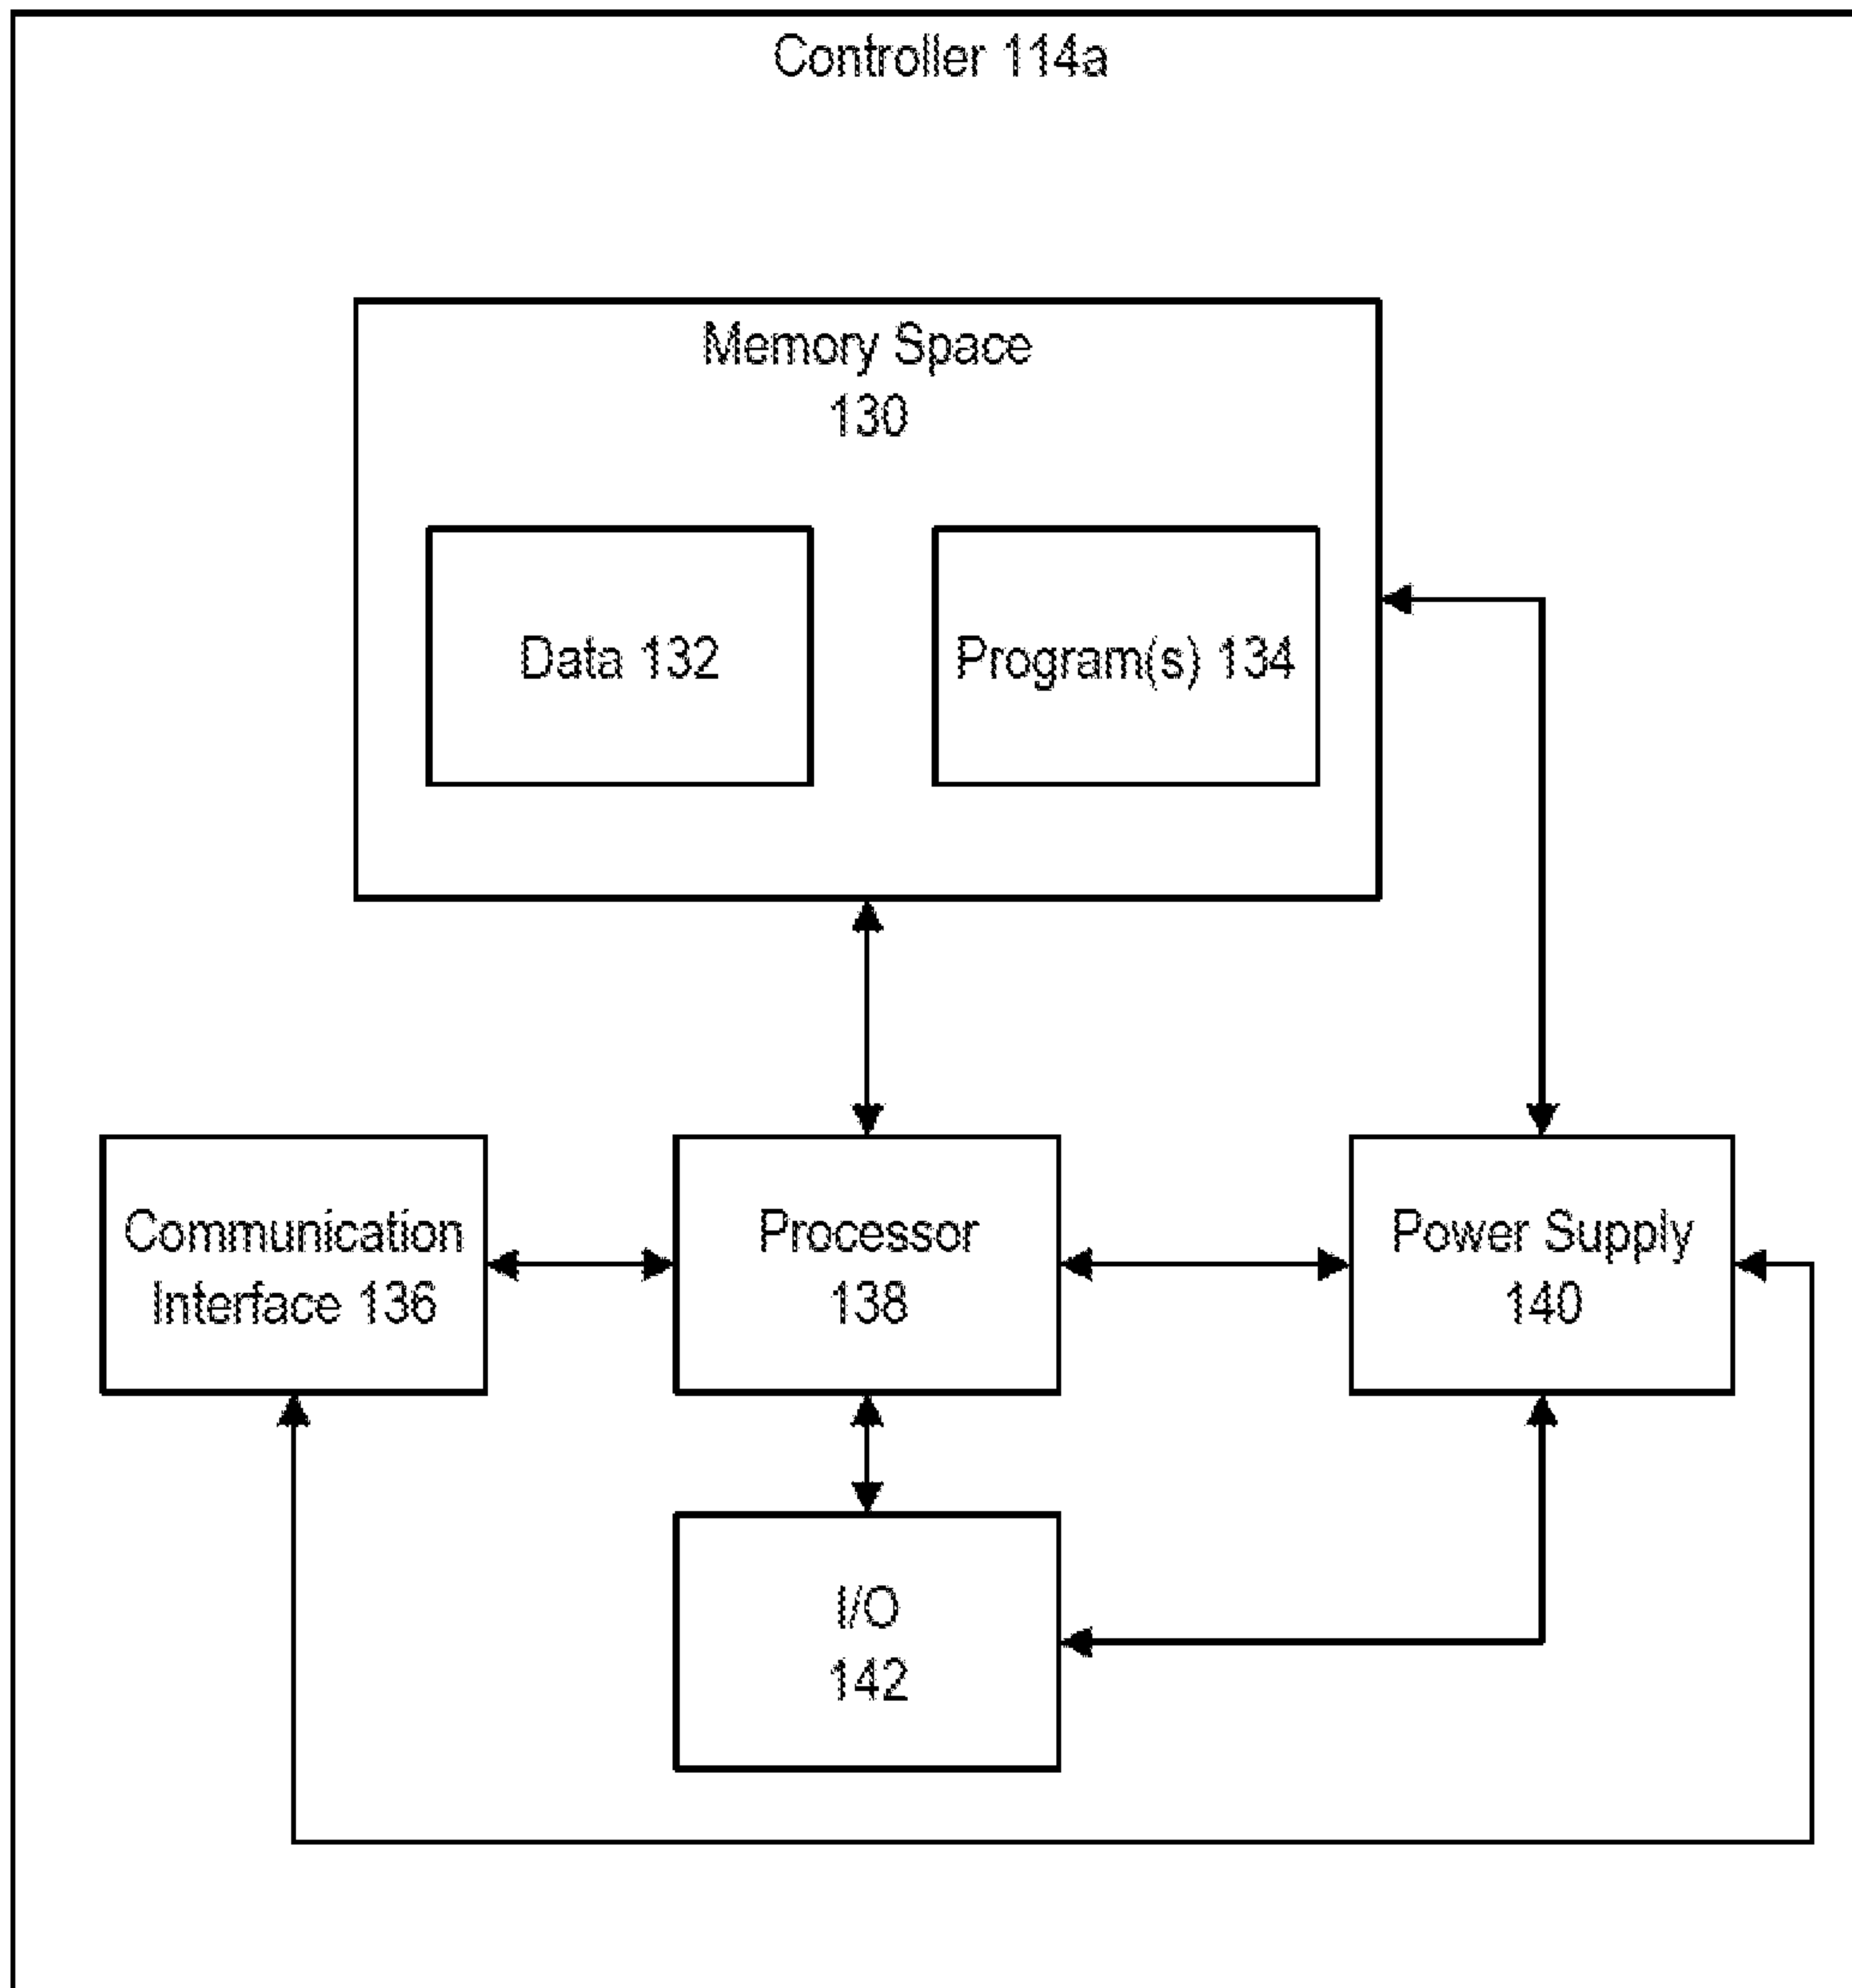 Controller 114a
Memory Space
130
Data 132
Program(s) 134
Communication
Interface 136
Processor
138
Power Supply
140
I/O
142